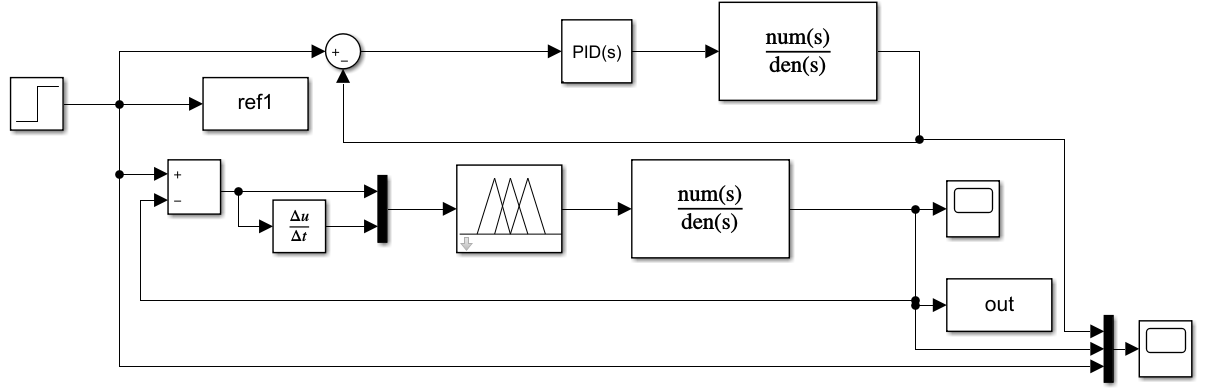 +
−
PID(s)
num(s)
den(s)
ref1
+
−
Δu
Δt
num(s)
den(s)
out